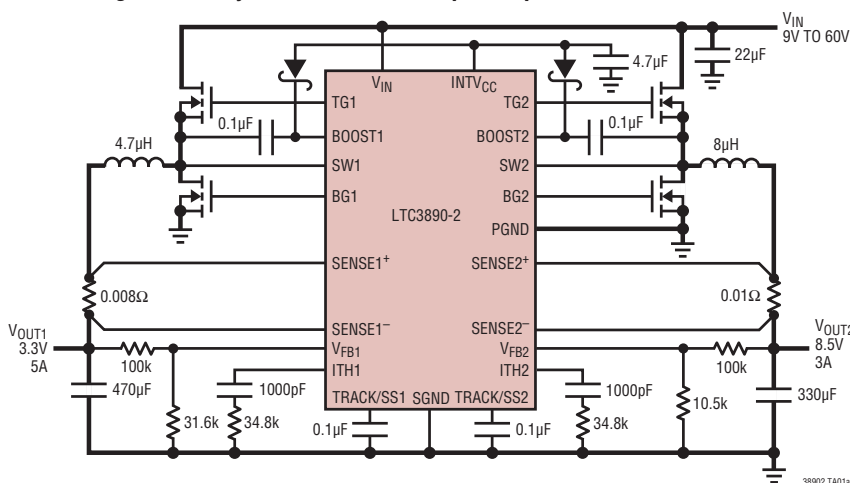 VIN
9V TO 60V
22µF
4.7µF
VIN
INTVCC
TG1
TG2
0.1µF
BOOST1
BOOST2
0.1µF
4.7µH
8µH
SW1
SW2
BG1
BG2
LTC3890-2
PGND
SENSE1+
SENSE2+
0.008Ω
0.01Ω
SENSE1–
SENSE2–
VOUT1
3.3V
5A
VOUT2
8.5V
3A
VFB1
VFB2
100k
100k
ITH1
ITH2
470µF
1000pF
1000pF
330µF
TRACK/SS1
SGND
TRACK/SS2
31.6k
34.8k
0.1µF
0.1µF
34.8k
10.5k
38902 TA01a